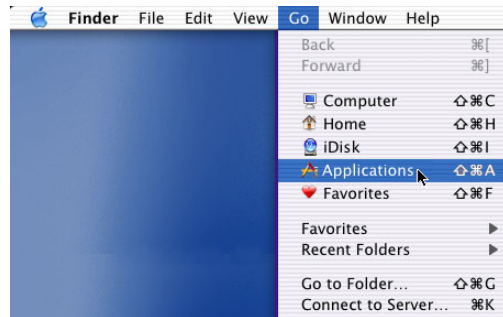 Finder File Edit View Go Window Help
Back ⌘[
Forward ⌘]
Computer ⇧⌘C
Home ⇧⌘H
iDisk ⇧⌘I
Applications ⇧⌘A
Favorites ⇧⌘F
Favorites
Recent Folders
Go to Folder... ⇧⌘G
Connect to Server... ⌘K